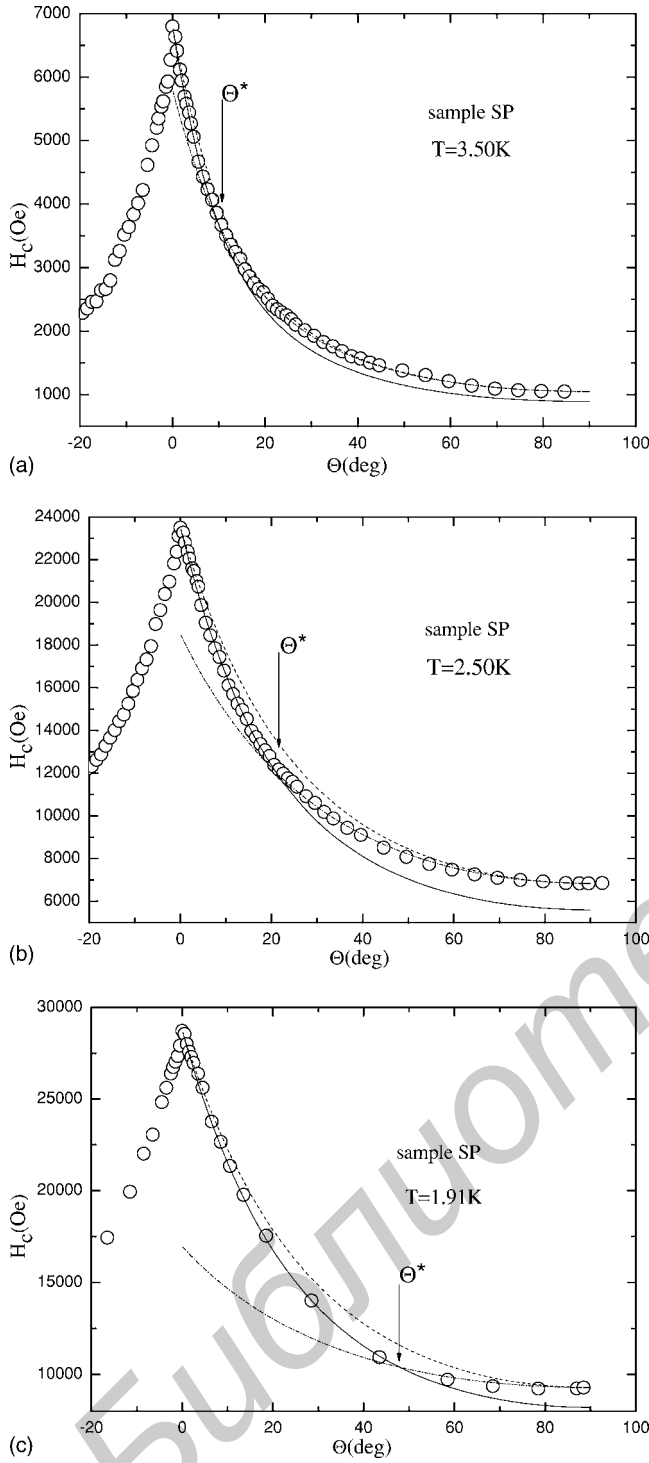 7000
6000
5000
4000
3000
2000
1000
H_C(Oe)
Θ*
sample SP
T=3.50K
-20 0 20 40 60 80 100
(a) Θ(deg)
24000
22000
20000
18000
16000
14000
12000
10000
8000
6000
H_C(Oe)
Θ*
sample SP
T=2.50K
-20 0 20 40 60 80 100
(b) Θ(deg)
30000
25000
20000
15000
10000
H_C(Oe)
sample SP
T=1.91K
Θ*
-20 0 20 40 60 80 100
(c) Θ(deg)